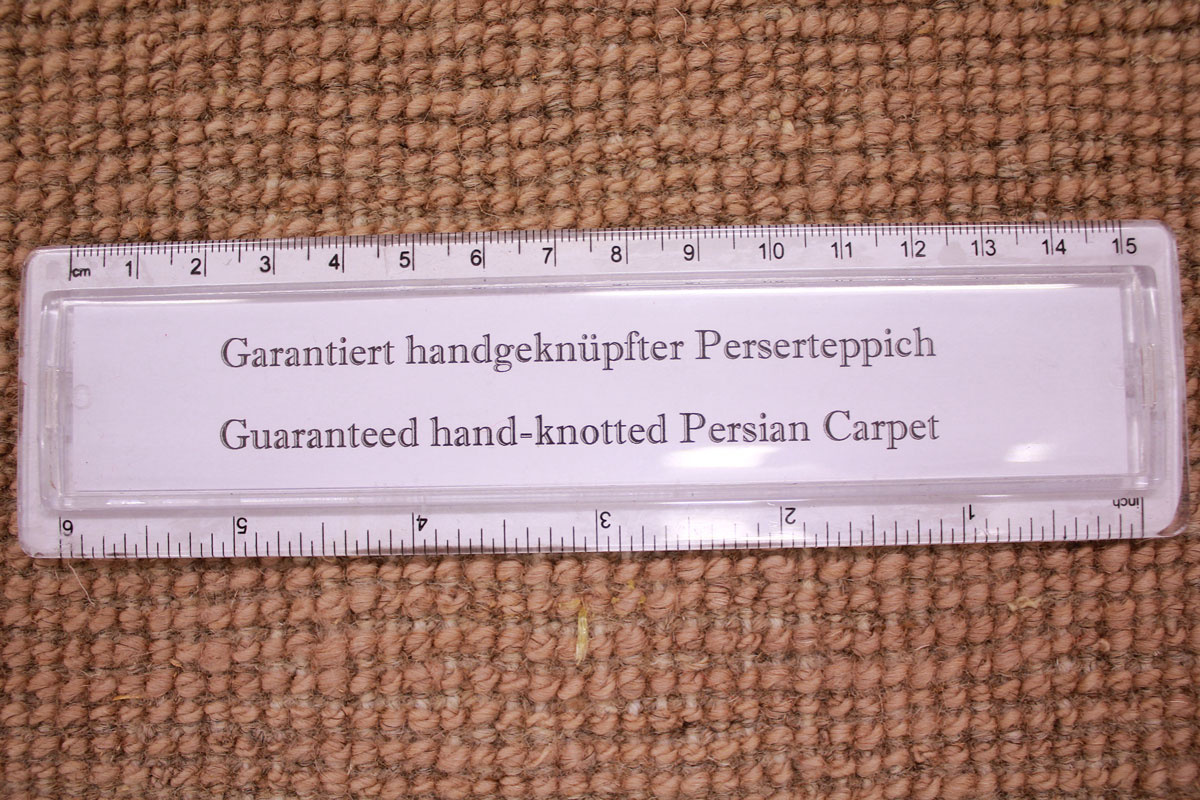 cm 1 2 3 4 5 6 7 8 9 10 11 12 13 14 15
Garantiert handgeknüpfter Perserteppich
Guaranteed hand-knotted Persian Carpet
6 5 4 3 2 1 inch